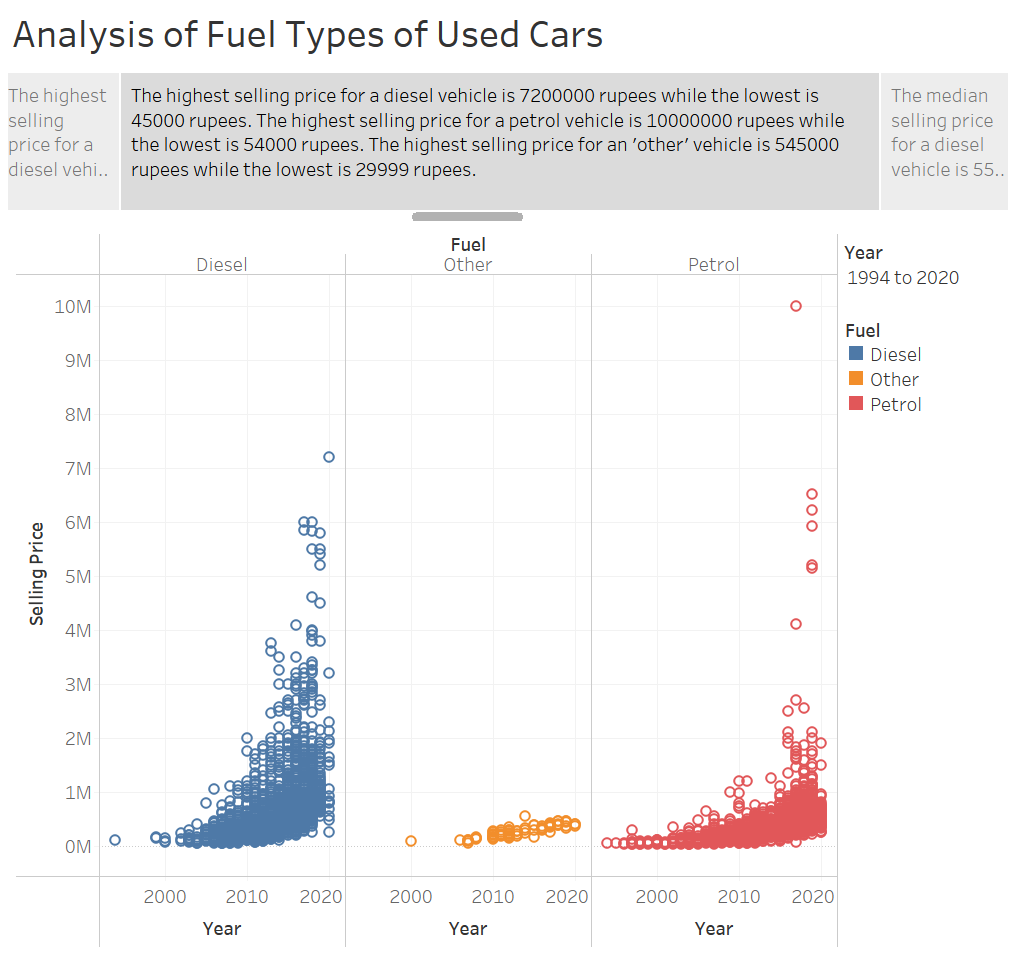 Analysis of Fuel Types of Used Cars
The highest
selling
price for a
diesel vehi..
The highest selling price for a diesel vehicle is 7200000 rupees while the lowest is
45000 rupees. The highest selling price for a petrol vehicle is 10000000 rupees while
the lowest is 54000 rupees. The highest selling price for an 'other' vehicle is 545000
rupees while the lowest is 29999 rupees.
The median
selling price
for a diesel
vehicle is 55..
Fuel
Diesel
Other
Petrol
10M
9M
8M
7M
6M
5M
4M
3M
2M
1M
0M
Selling Price
2000 2010 2020
2000 2010 2020
2000 2010 2020
Year
Year
Year
Year
1994 to 2020
Fuel
Diesel
Other
Petrol